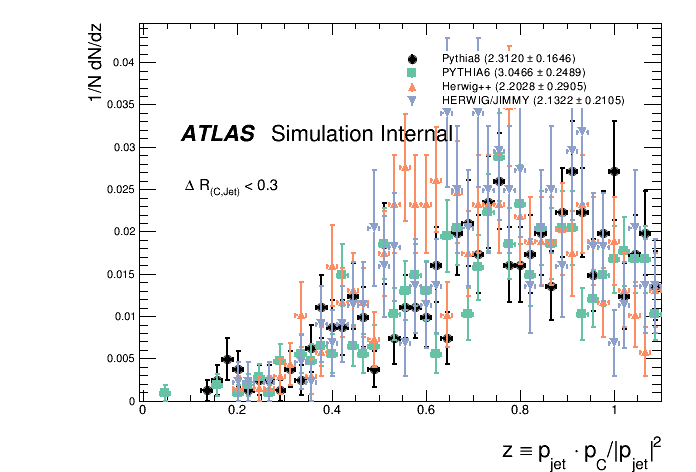 1/N dN/dz
0.04
0.035
0.03
0.025
0.02
0.015
0.01
0.005
0
Pythia8 (2.3120 ± 0.1646)
PYTHIA6 (3.0466 ± 0.2489)
Herwig++ (2.2028 ± 0.2905)
HERWIG/JIMMY (2.1322 ± 0.2105)
ATLAS Simulation Internal
Δ R(C,Jet) < 0.3
0 0.2 0.4 0.6 0.8 1
z ≡ p_jet · p_C/|p_jet|²